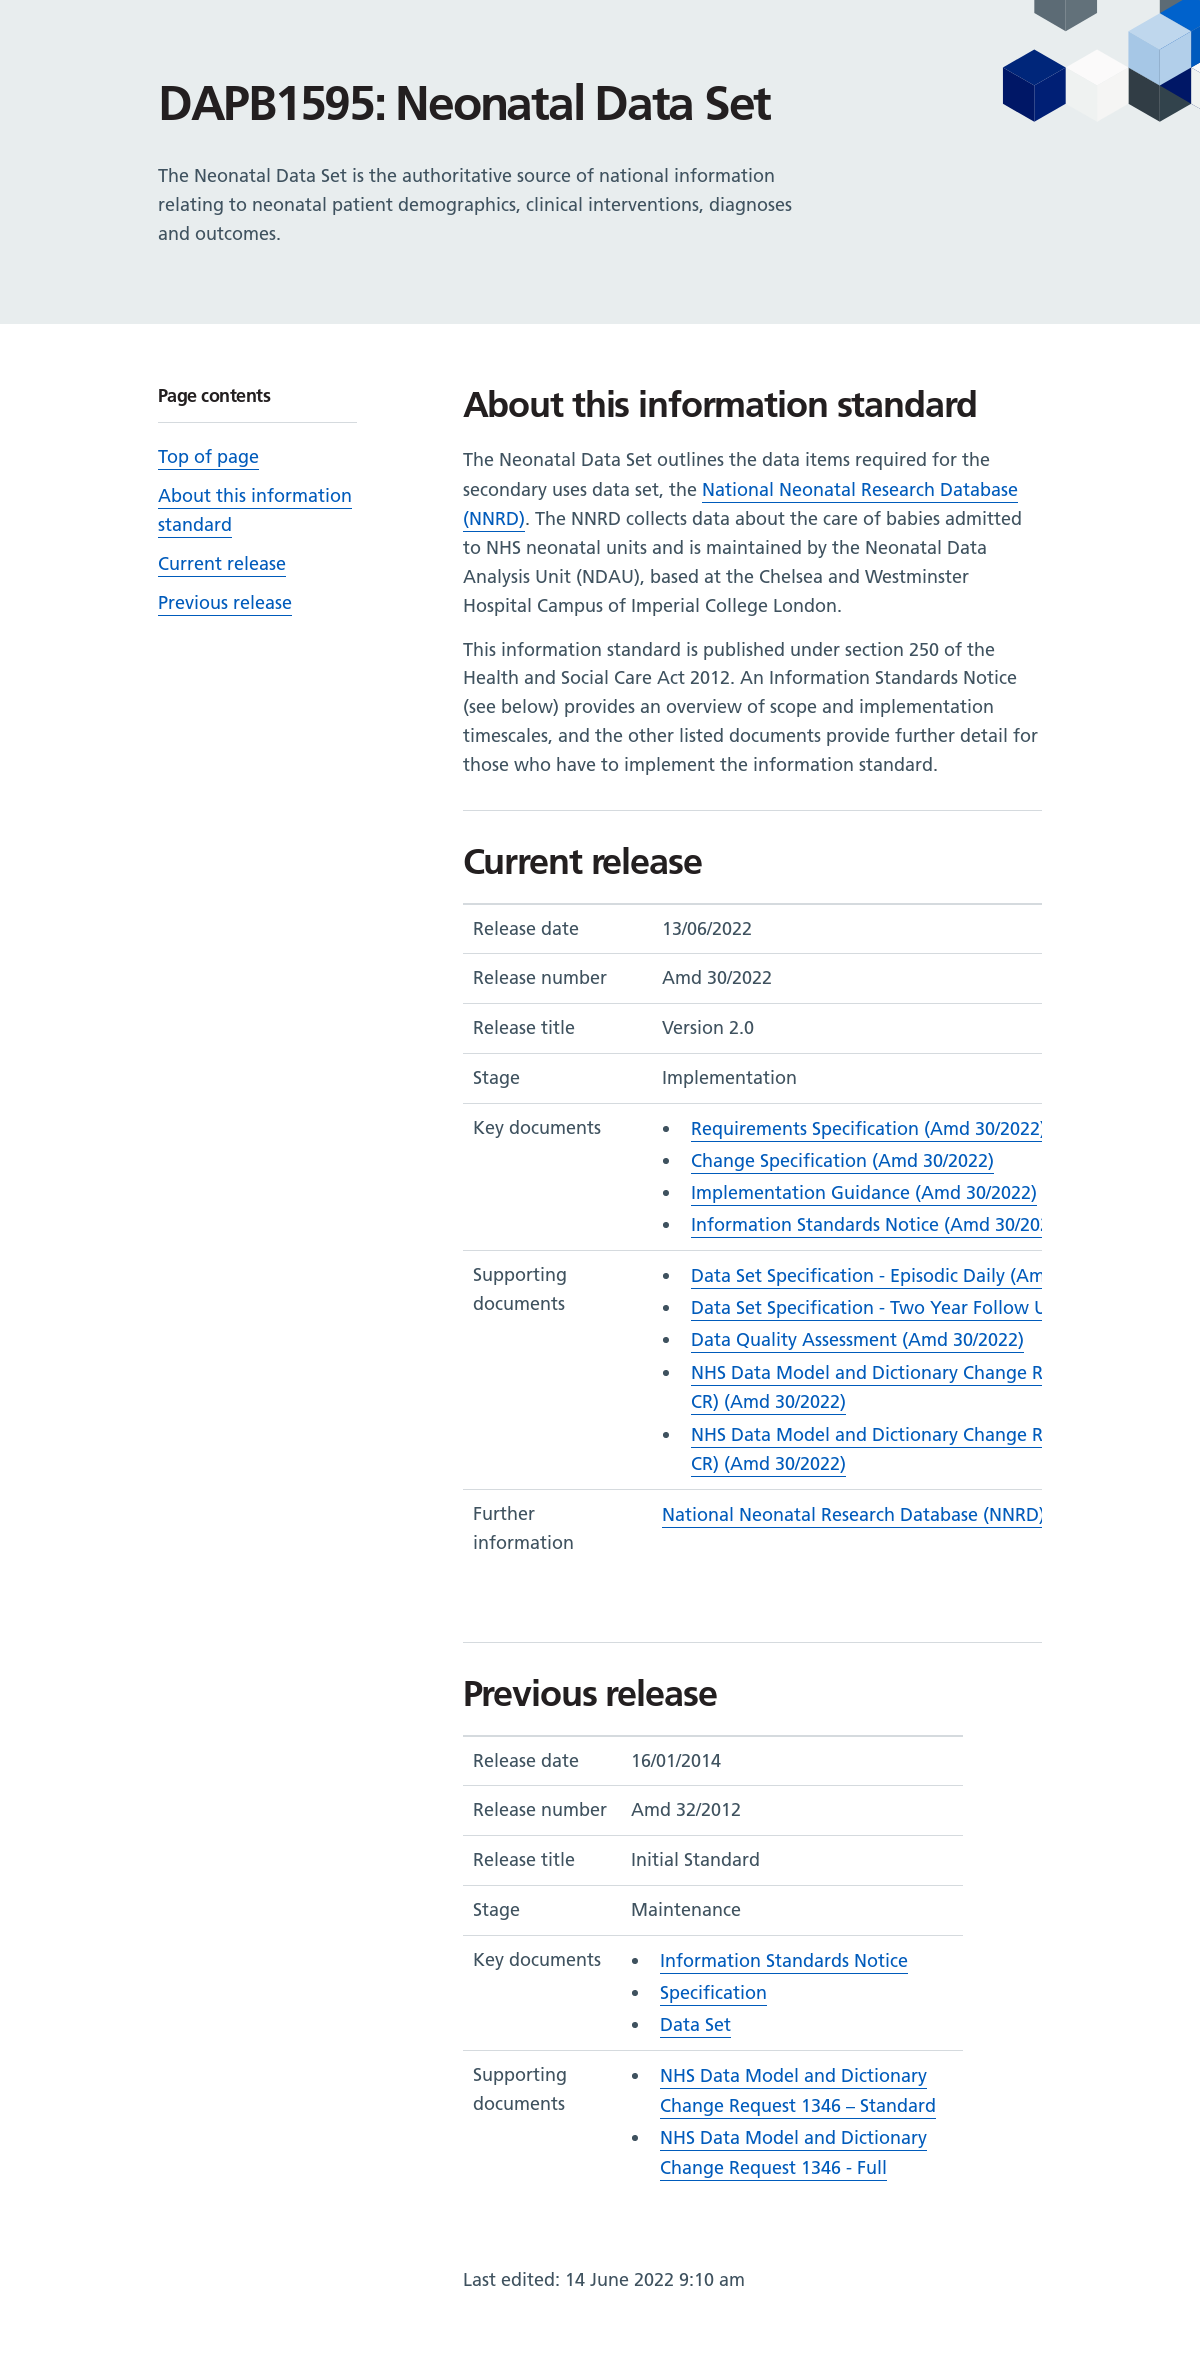 DAPB1595: Neonatal Data Set
The Neonatal Data Set is the authoritative source of national information
relating to neonatal patient demographics, clinical interventions, diagnoses
and outcomes.
Page contents
Top of page
About this information
standard
Current release
Previous release
About this information standard
The Neonatal Data Set outlines the data items required for the
secondary uses data set, the National Neonatal Research Database
(NNRD). The NNRD collects data about the care of babies admitted
to NHS neonatal units and is maintained by the Neonatal Data
Analysis Unit (NDAU), based at the Chelsea and Westminster
Hospital Campus of Imperial College London.
This information standard is published under section 250 of the
Health and Social Care Act 2012. An Information Standards Notice
(see below) provides an overview of scope and implementation
timescales, and the other listed documents provide further detail for
those who have to implement the information standard.
Current release
Release date 13/06/2022
Release number Amd 30/2022
Release title Version 2.0
Stage Implementation
Key documents
• Requirements Specification (Amd 30/2022)
• Change Specification (Amd 30/2022)
• Implementation Guidance (Amd 30/2022)
• Information Standards Notice (Amd 30/202
Supporting
documents
• Data Set Specification - Episodic Daily (Am
• Data Set Specification - Two Year Follow U
• Data Quality Assessment (Amd 30/2022)
• NHS Data Model and Dictionary Change R
CR) (Amd 30/2022)
• NHS Data Model and Dictionary Change R
CR) (Amd 30/2022)
Further
information
National Neonatal Research Database (NNRD)
Previous release
Release date 16/01/2014
Release number Amd 32/2012
Release title Initial Standard
Stage Maintenance
Key documents
• Information Standards Notice
• Specification
• Data Set
Supporting
documents
• NHS Data Model and Dictionary
Change Request 1346 – Standard
• NHS Data Model and Dictionary
Change Request 1346 - Full
Last edited: 14 June 2022 9:10 am